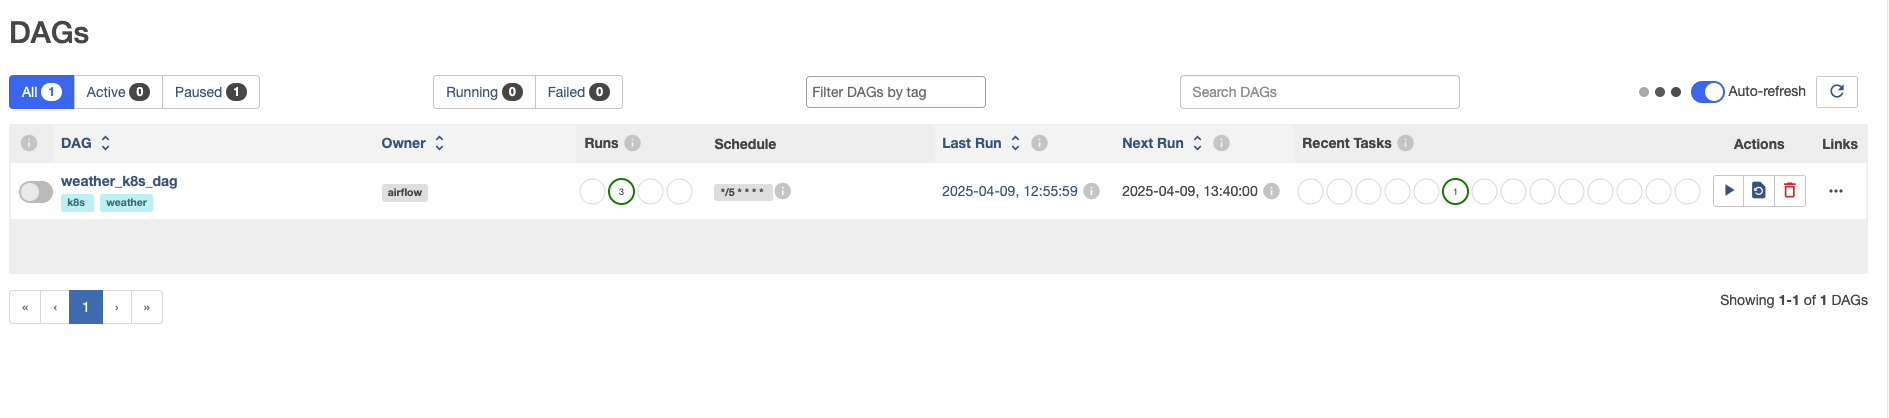 DAGs
All 1 Active 0 Paused 1 Running 0 Failed 0 Filter DAGs by tag Search DAGs Auto-refresh
DAG Owner Runs Schedule Last Run Next Run Recent Tasks Actions Links
weather_k8s_dag airflow 3 */5 * * * * 2025-04-09, 12:55:59 2025-04-09, 13:40:00 1
k8s weather
« ‹ 1 › » Showing 1-1 of 1 DAGs